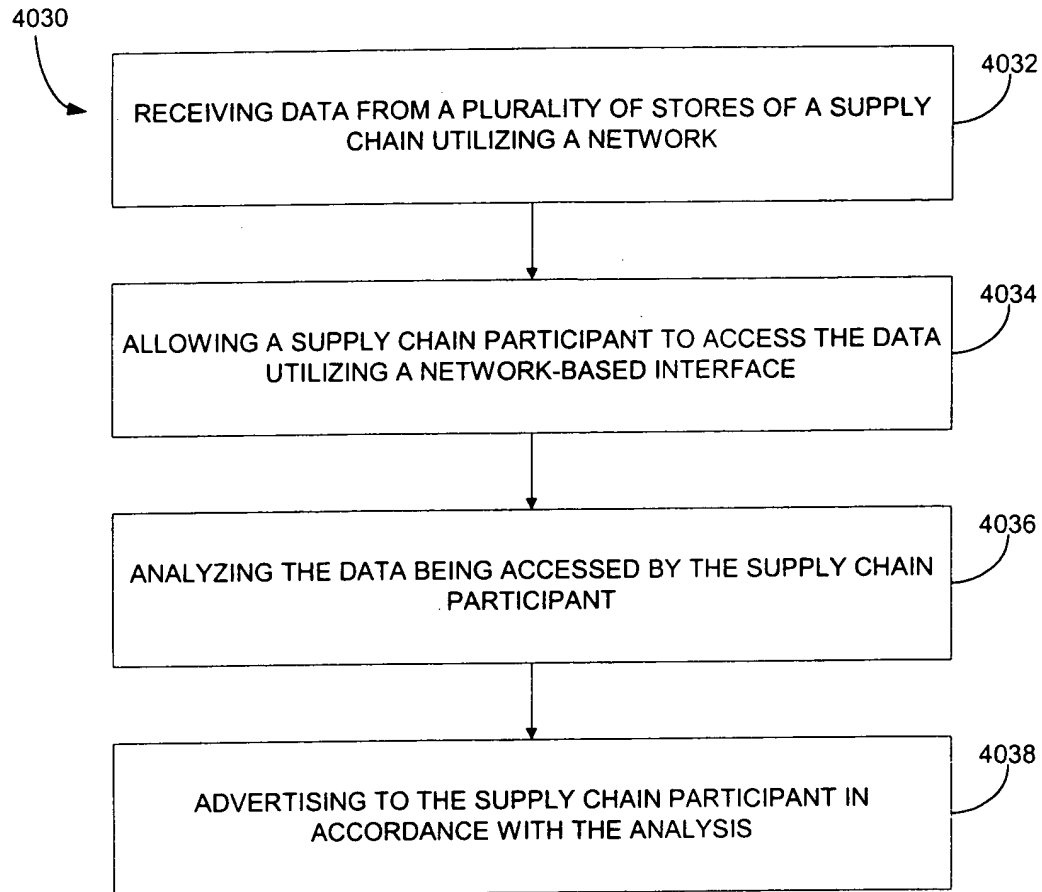 4030
4032
RECEIVING DATA FROM A PLURALITY OF STORES OF A SUPPLY
CHAIN UTILIZING A NETWORK
4034
ALLOWING A SUPPLY CHAIN PARTICIPANT TO ACCESS THE DATA
UTILIZING A NETWORK-BASED INTERFACE
4036
ANALYZING THE DATA BEING ACCESSED BY THE SUPPLY CHAIN
PARTICIPANT
4038
ADVERTISING TO THE SUPPLY CHAIN PARTICIPANT IN
ACCORDANCE WITH THE ANALYSIS